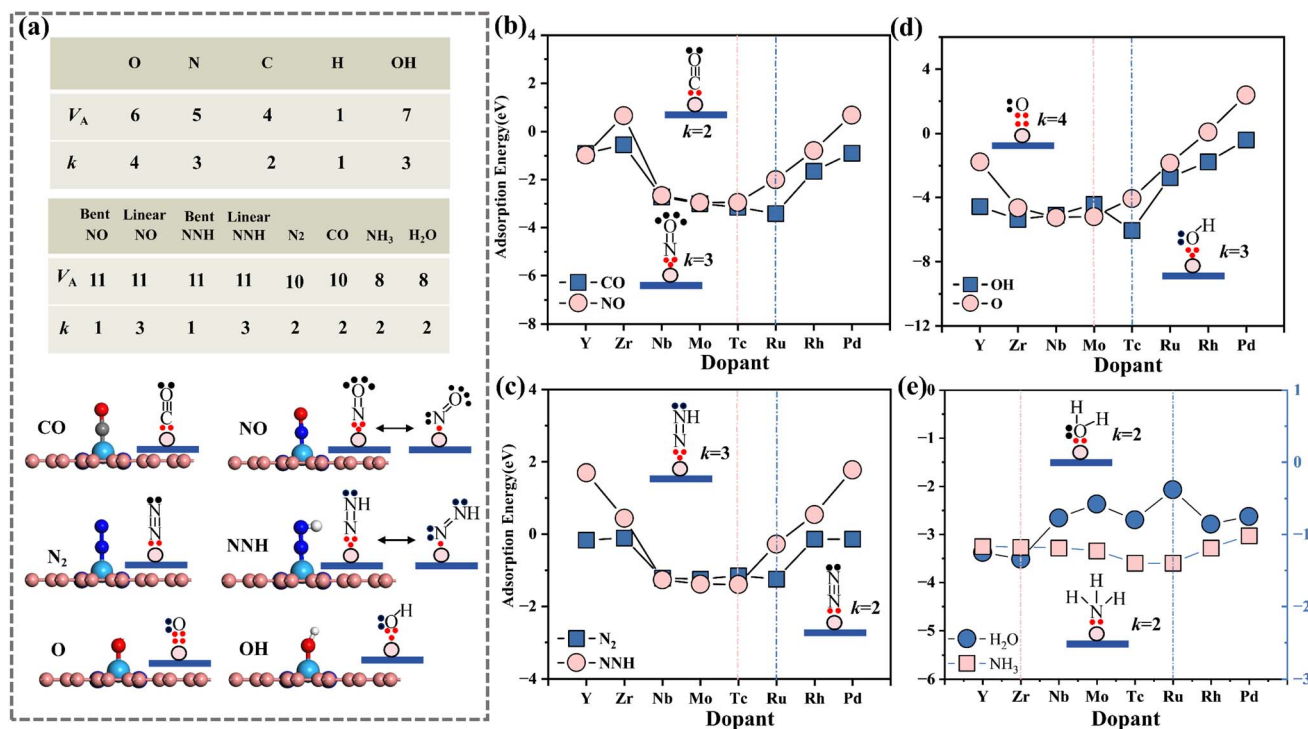 (a)
O N C H OH
VA 6 5 4 1 7
k 4 3 2 1 3
Bent NO Linear NO Bent NNH Linear NNH N2 CO NH3 H2O
VA 11 11 11 11 10 10 8 8
k 1 3 1 3 2 2 2 2
CO
O
C
NO
O
N
O
N
N2
N
N
NNH
NH
N
NH
N
O
O
OH
H
O
(b)
4
2
0
−2
−4
−6
−8
Adsorption Energy(eV)
O
C
k=2
O
N
k=3
CO
NO
Y Zr Nb Mo Tc Ru Rh Pd
Dopant
(c)
4
2
0
−2
−4
Adsorption Energy(eV)
NH
N
k=3
N
N
k=2
N2
NNH
Y Zr Nb Mo Tc Ru Rh Pd
Dopant
(d)
4
0
−4
−8
−12
O
k=4
H
O
k=3
OH
O
Y Zr Nb Mo Tc Ru Rh Pd
Dopant
(e)
0
−1
−2
−3
−4
−5
−6
1
0
−1
−2
−3
H
O H
k=2
H
H N H
k=2
H2O
NH3
Y Zr Nb Mo Tc Ru Rh Pd
Dopant